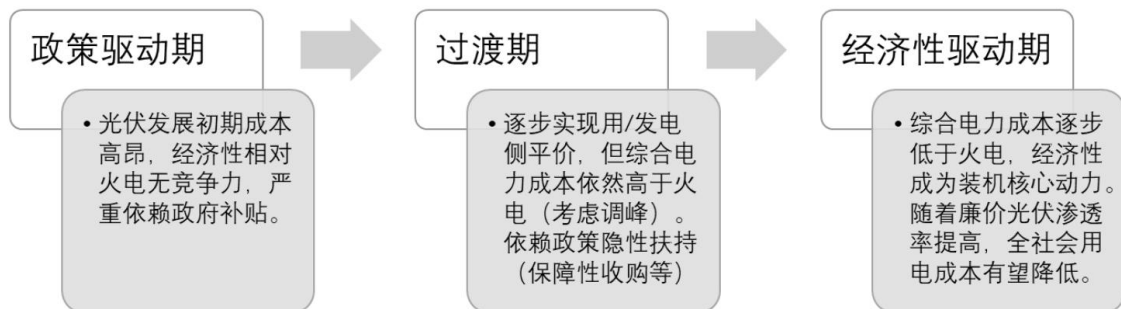 政策驱动期
• 光伏发展初期成本
高昂，经济性相对
火电无竞争力，严
重依赖政府补贴。
过渡期
• 逐步实现用/发电
侧平价，但综合电
力成本依然高于火
电（考虑调峰）。
依赖政策隐性扶持
（保障性收购等）
经济性驱动期
• 综合电力成本逐步
低于火电，经济性
成为装机核心动力。
随着廉价光伏渗透
率提高，全社会用
电成本有望降低。